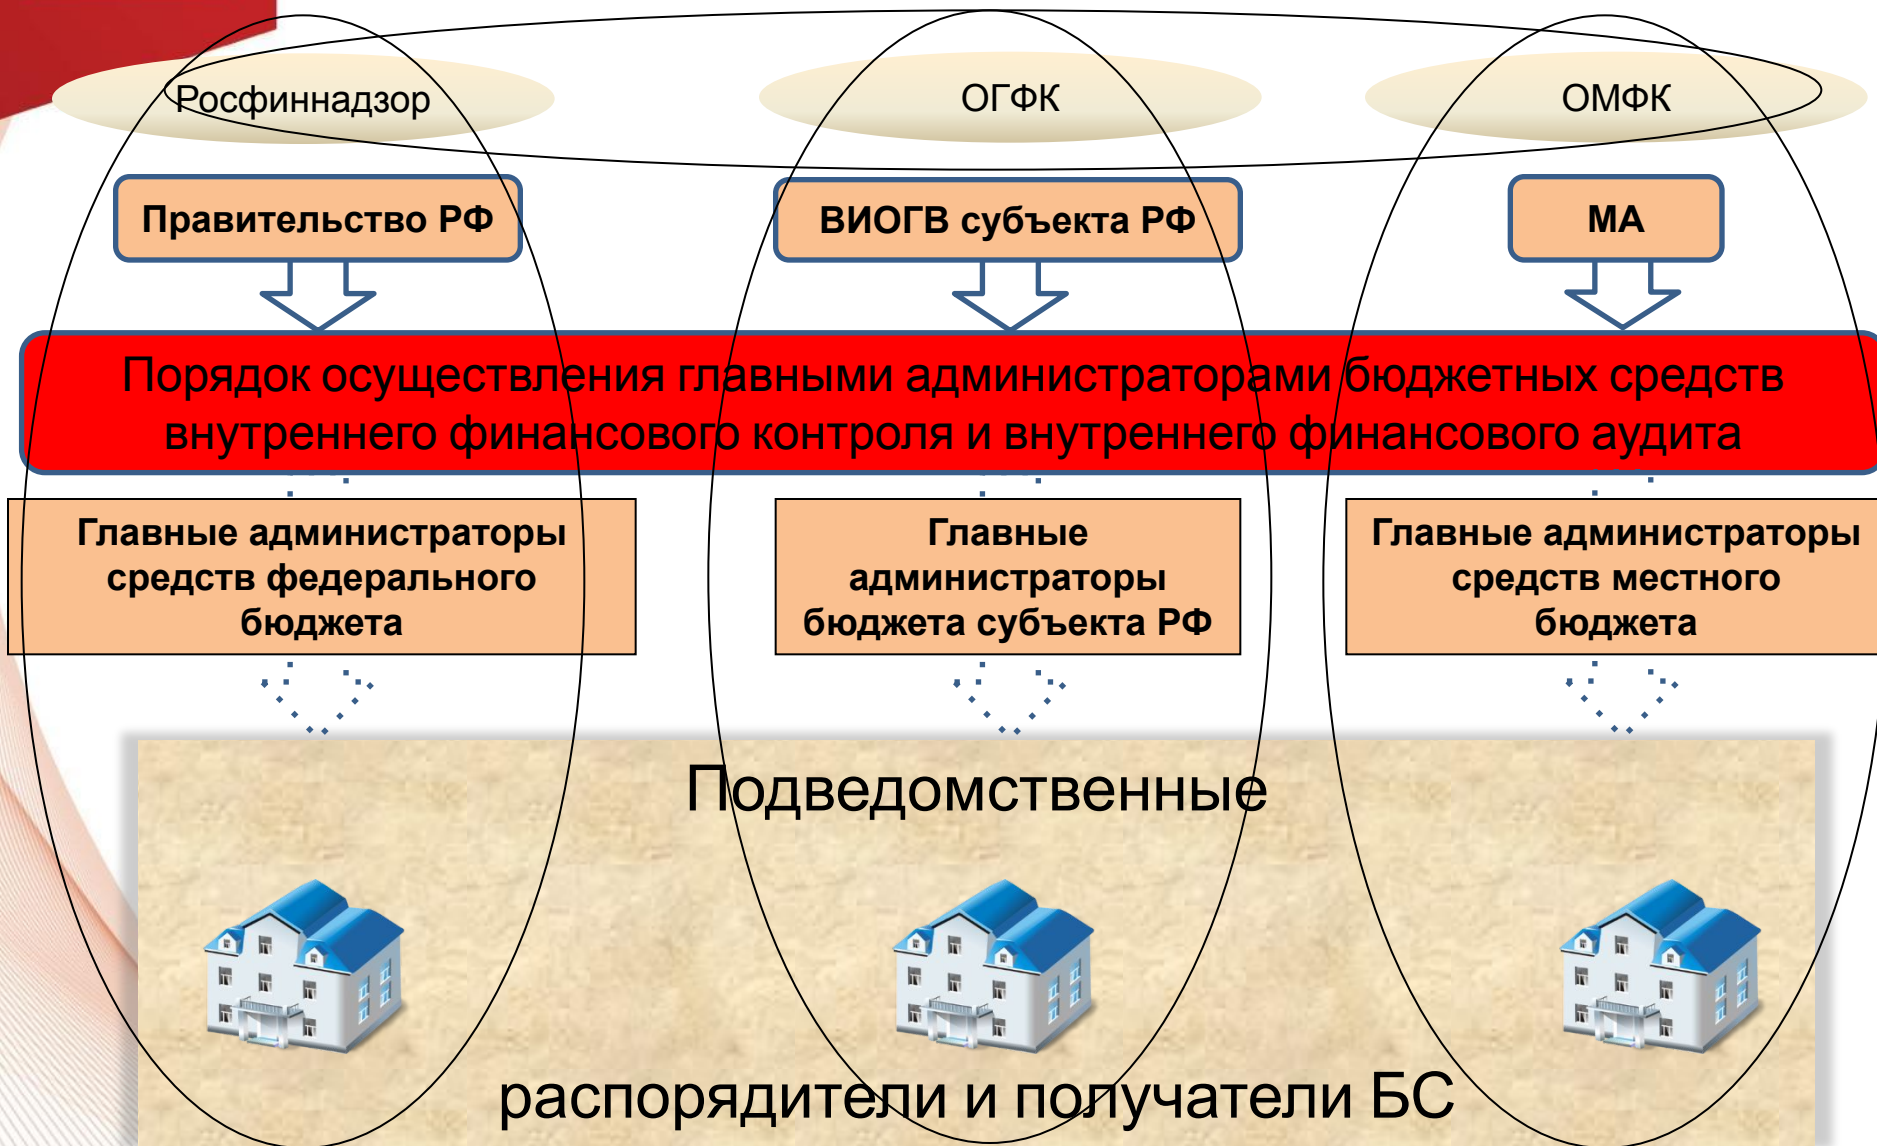 Росфиннадзор
ОГФК
ОМФК
Правительство РФ
ВИОГВ субъекта РФ
МА
Порядок осуществления главными администраторами бюджетных средств
внутреннего финансового контроля и внутреннего финансового аудита
Главные администраторы
средств федерального
бюджета
Главные
администраторы
бюджета субъекта РФ
Главные администраторы
средств местного
бюджета
Подведомственные
распорядители и получатели БС